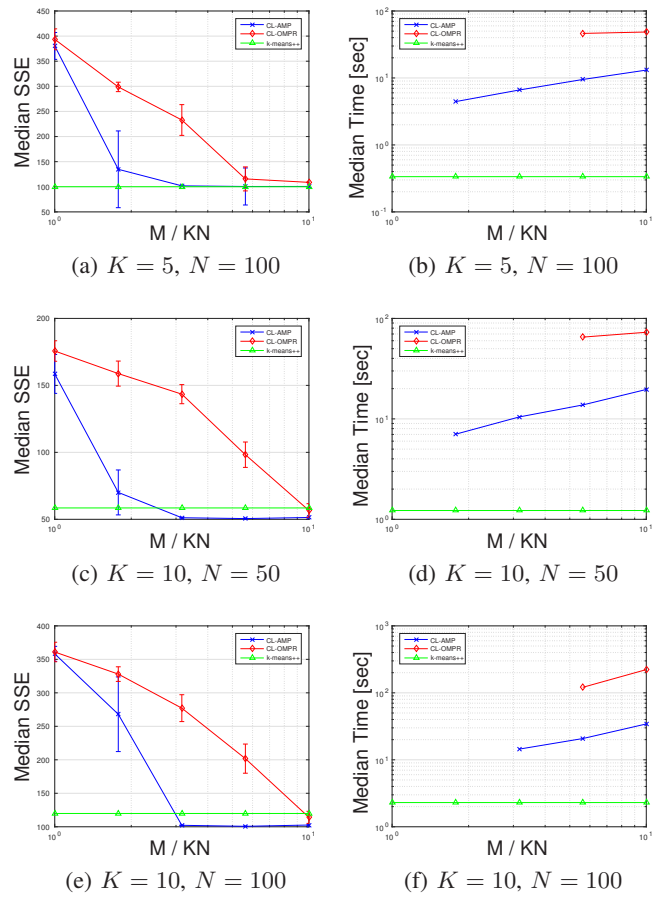 450
400
350
300
250
200
150
100
50
Median SSE
CL-AMP
CL-OMPR
k-means++
10^0
10^1
M / KN
(a) K = 5, N = 100
10^2
10^1
10^0
10^-1
Median Time [sec]
CL-AMP
CL-OMPR
k-means++
10^0
10^1
M / KN
(b) K = 5, N = 100
200
150
100
50
Median SSE
CL-AMP
CL-OMPR
k-means++
10^0
10^1
M / KN
(c) K = 10, N = 50
10^2
10^1
10^0
Median Time [sec]
CL-AMP
CL-OMPR
k-means++
10^0
10^1
M / KN
(d) K = 10, N = 50
400
350
300
250
200
150
100
Median SSE
CL-AMP
CL-OMPR
k-means++
10^0
10^1
M / KN
(e) K = 10, N = 100
10^3
10^2
10^1
10^0
Median Time [sec]
CL-AMP
CL-OMPR
k-means++
10^0
10^1
M / KN
(f) K = 10, N = 100